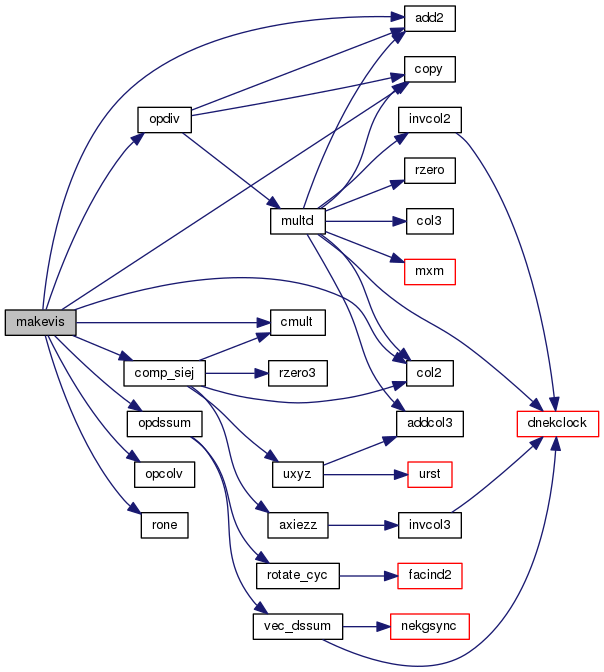 add2
copy
opdiv
invcol2
rzero
multd
col3
mxm
makevis
cmult
comp_siej
rzero3
col2
opdssum
addcol3
dnekclock
opcolv
uxyz
urst
rone
axiezz
invcol3
rotate_cyc
facind2
vec_dssum
nekgsync